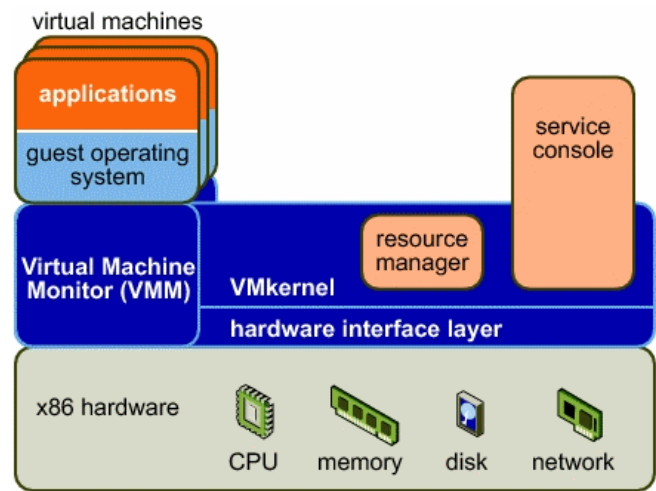 virtual machines
applications
guest operating
system
service
console
resource
manager
Virtual Machine
Monitor (VMM)
VMkernel
hardware interface layer
x86 hardware
CPU
memory
disk
network